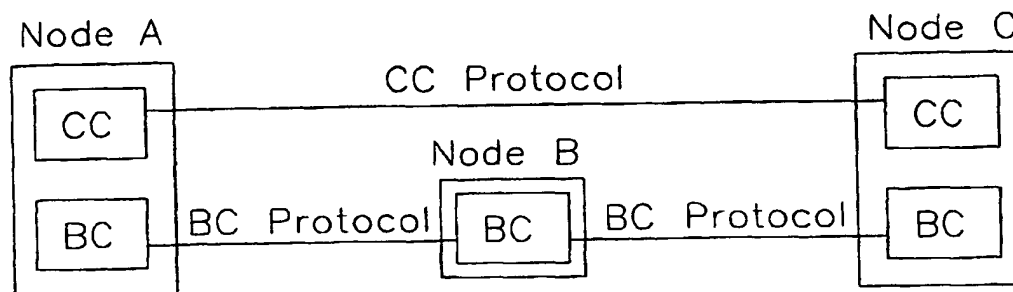 Node A
Node C
CC Protocol
CC
CC
Node B
BC
BC Protocol
BC
BC Protocol
BC